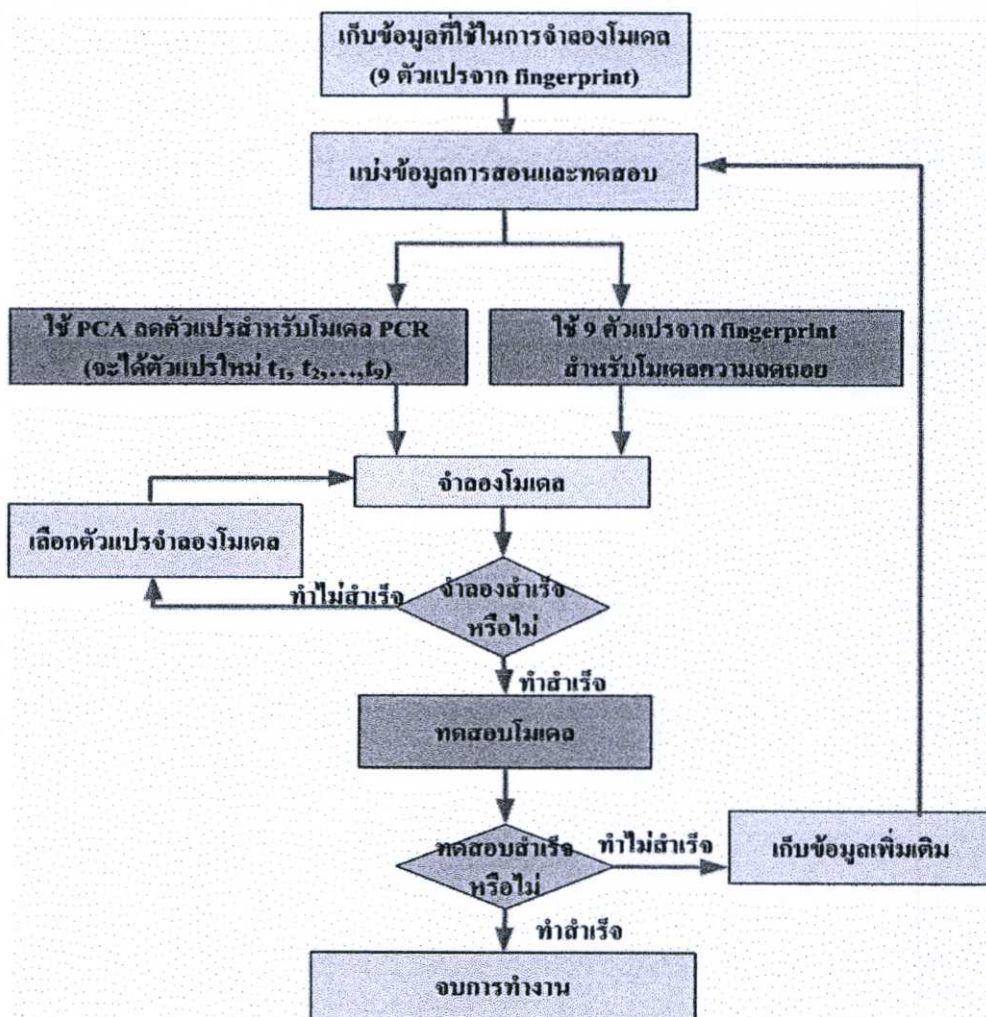 เก็บข้อมูลที่ใช้ในการจำลองโมเดล
(9 ตัวแปรจาก fingerprint)
แบ่งข้อมูลการสอนและทดสอบ
ใช้ PCA ลดตัวแปรสำหรับโมเดล PCR
(จะได้ตัวแปรใหม่ t₁, t₂,...,t₉)
ใช้ 9 ตัวแปรจาก fingerprint
สำหรับโมเดลความถดถอย
จำลองโมเดล
เลือกตัวแปรจำลองโมเดล
ทำไม่สำเร็จ
จำลองสำเร็จ
หรือไม่
ทำสำเร็จ
ทดสอบโมเดล
ทดสอบสำเร็จ
หรือไม่
ทำไม่สำเร็จ
เก็บข้อมูลเพิ่มเติม
ทำสำเร็จ
จบการทำงาน